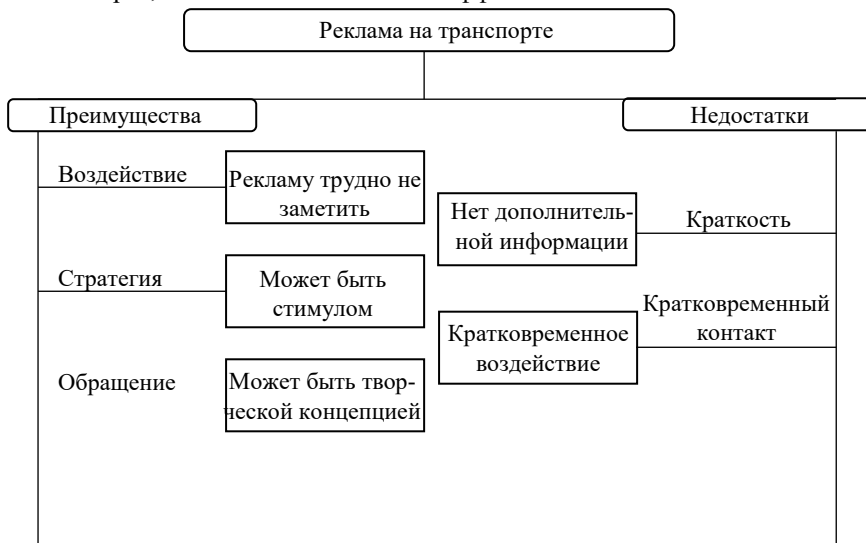 Реклама на транспорте
Преимущества
Недостатки
Воздействие
Рекламу трудно не
заметить
Нет дополнитель-
ной информации
Краткость
Стратегия
Может быть
стимулом
Кратковременное
воздействие
Кратковременный
контакт
Обращение
Может быть твор-
ческой концепцией